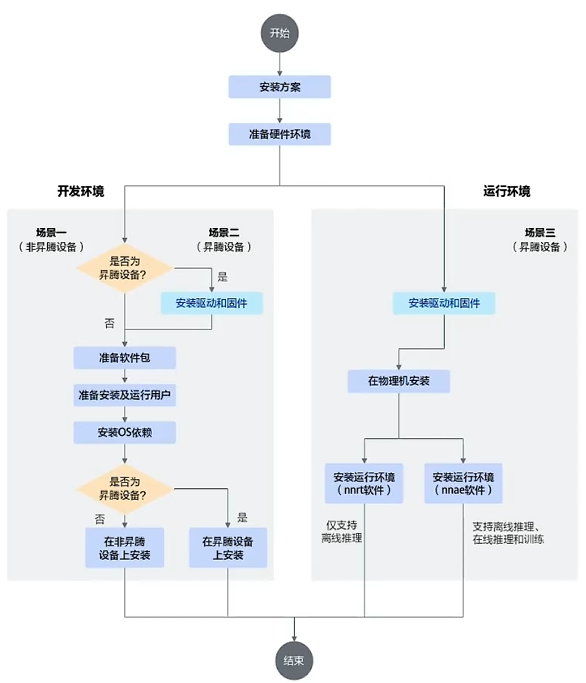 开始
安装方案
准备硬件环境
开发环境
运行环境
场景一
（非昇腾设备）
场景二
（昇腾设备）
场景三
（昇腾设备）
是否为
昇腾设备？
是
安装驱动和固件
安装驱动和固件
否
准备软件包
在物理机安装
准备安装及运行用户
安装OS依赖
是否为
昇腾设备？
安装运行环境
（nnrt软件）
安装运行环境
（nnae软件）
否
是
仅支持
离线推理
支持离线推理、
在线推理和训练
在非昇腾
设备上安装
在昇腾设备
上安装
结束